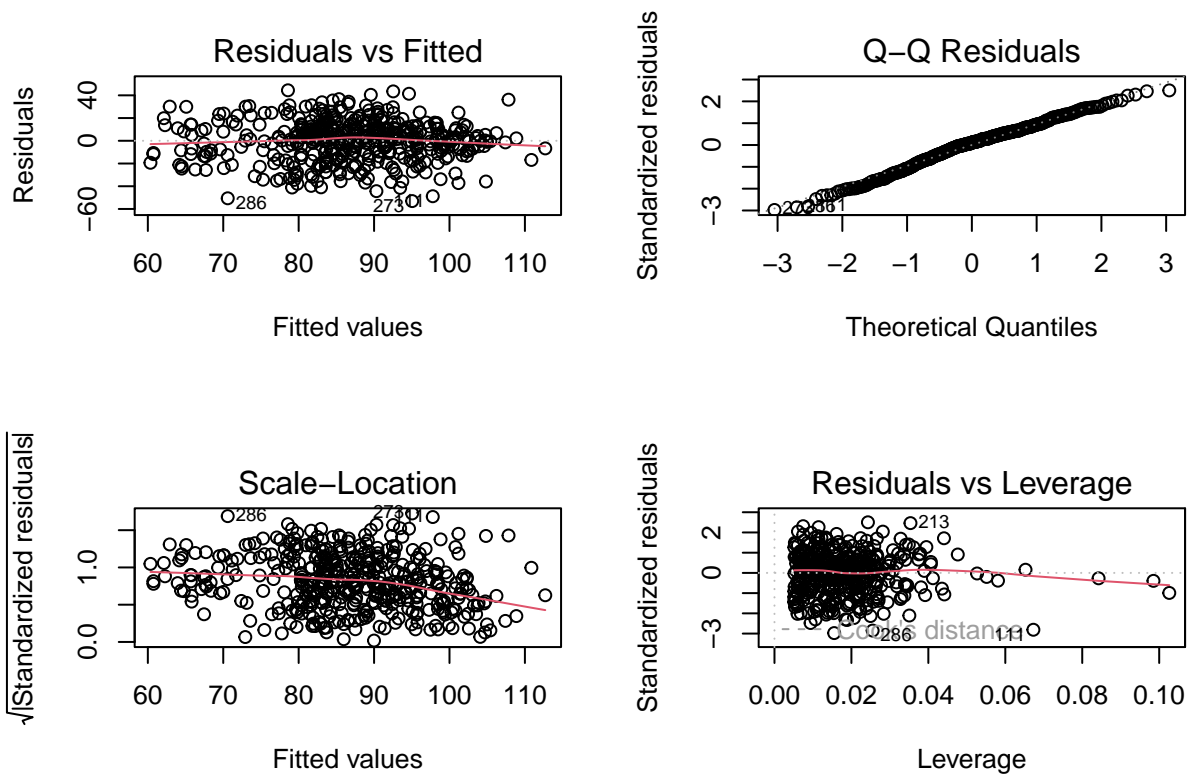 Residuals vs Fitted
Residuals
40
0
−60
286
273
60 70 80 90 100 110
Fitted values
Q−Q Residuals
Standardized residuals
2
0
−3
−3 −2 −1 0 1 2 3
Theoretical Quantiles
Scale−Location
√|Standardized residuals|
1.0
0.0
286
273
60 70 80 90 100 110
Fitted values
Residuals vs Leverage
Standardized residuals
2
0
−3
213
Cook's distance
286
111
0.00 0.02 0.04 0.06 0.08 0.10
Leverage